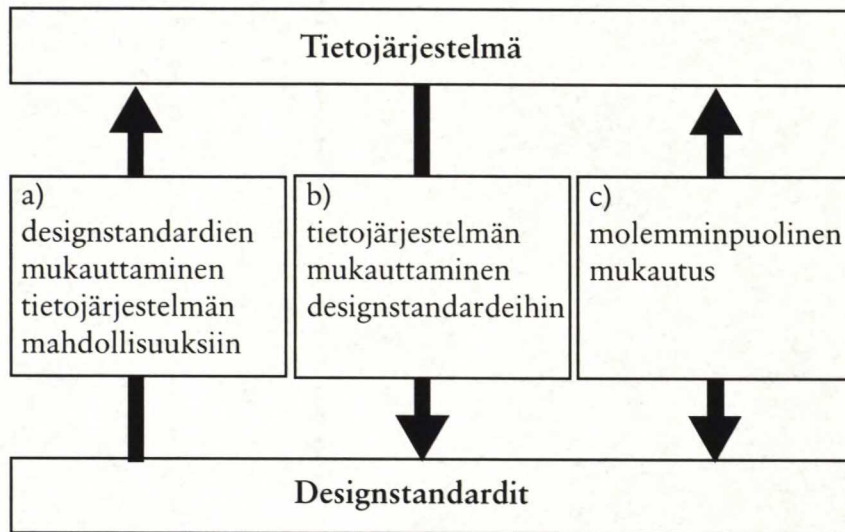 Tietojärjestelmä
a)
designstandardien
mukauttaminen
tietojärjestelmän
mahdollisuuksiin
b)
tietojärjestelmän
mukauttaminen
designstandardeihin
c)
molemminpuolinen
mukautus
Designstandardit